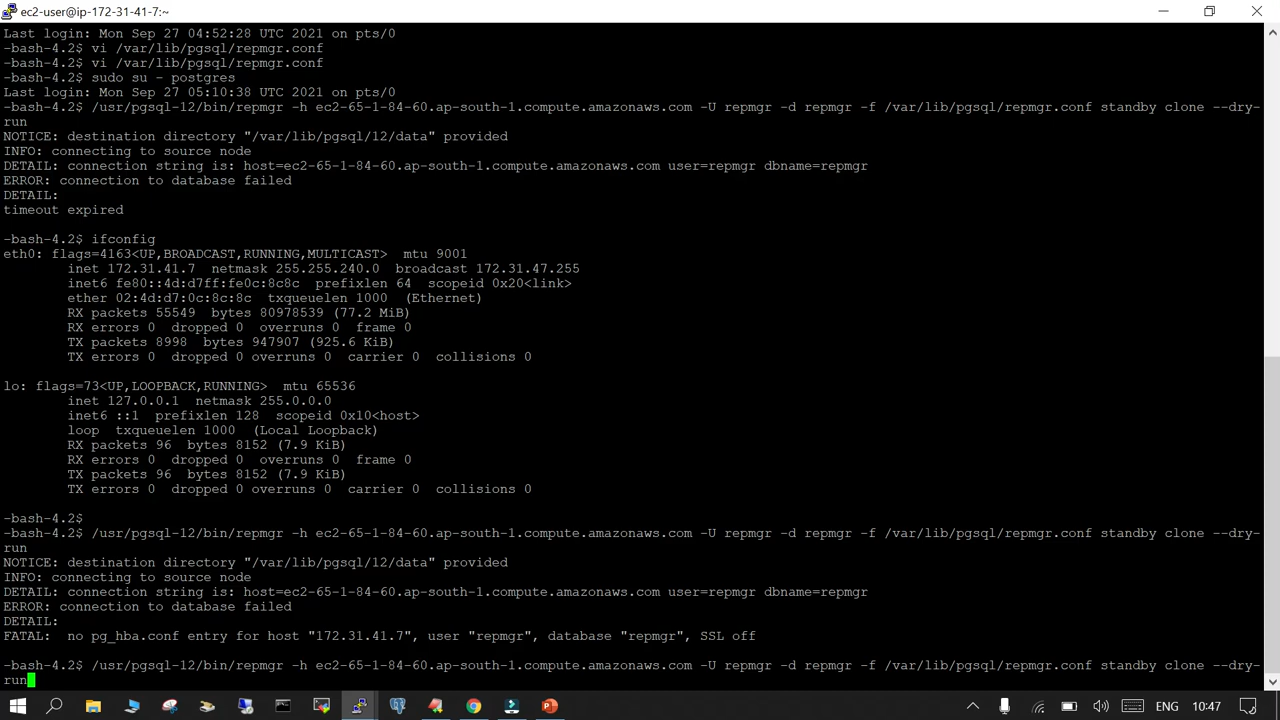 ec2-user@ip-172-31-41-7:~
Last login: Mon Sep 27 04:52:28 UTC 2021 on pts/0
-bash-4.2$ vi /var/lib/pgsql/repmgr.conf
-bash-4.2$ vi /var/lib/pgsql/repmgr.conf
-bash-4.2$ sudo su - postgres
Last login: Mon Sep 27 05:10:38 UTC 2021 on pts/0
-bash-4.2$ /usr/pgsql-12/bin/repmgr -h ec2-65-1-84-60.ap-south-1.compute.amazonaws.com -U repmgr -d repmgr -f /var/lib/pgsql/repmgr.conf standby clone --dry-
run
NOTICE: destination directory "/var/lib/pgsql/12/data" provided
INFO: connecting to source node
DETAIL: connection string is: host=ec2-65-1-84-60.ap-south-1.compute.amazonaws.com user=repmgr dbname=repmgr
ERROR: connection to database failed
DETAIL:
timeout expired
-bash-4.2$ ifconfig
eth0: flags=4163<UP,BROADCAST,RUNNING,MULTICAST>  mtu 9001
inet 172.31.41.7  netmask 255.255.240.0  broadcast 172.31.47.255
inet6 fe80::4d:d7ff:fe0c:8c8c  prefixlen 64  scopeid 0x20<link>
ether 02:4d:d7:0c:8c:8c  txqueuelen 1000  (Ethernet)
RX packets 55549  bytes 80978539 (77.2 MiB)
RX errors 0  dropped 0  overruns 0  frame 0
TX packets 8998  bytes 947907 (925.6 KiB)
TX errors 0  dropped 0 overruns 0  carrier 0  collisions 0
lo: flags=73<UP,LOOPBACK,RUNNING>  mtu 65536
inet 127.0.0.1  netmask 255.0.0.0
inet6 ::1  prefixlen 128  scopeid 0x10<host>
loop  txqueuelen 1000  (Local Loopback)
RX packets 96  bytes 8152 (7.9 KiB)
RX errors 0  dropped 0  overruns 0  frame 0
TX packets 96  bytes 8152 (7.9 KiB)
TX errors 0  dropped 0 overruns 0  carrier 0  collisions 0
-bash-4.2$
-bash-4.2$ /usr/pgsql-12/bin/repmgr -h ec2-65-1-84-60.ap-south-1.compute.amazonaws.com -U repmgr -d repmgr -f /var/lib/pgsql/repmgr.conf standby clone --dry-
run
NOTICE: destination directory "/var/lib/pgsql/12/data" provided
INFO: connecting to source node
DETAIL: connection string is: host=ec2-65-1-84-60.ap-south-1.compute.amazonaws.com user=repmgr dbname=repmgr
ERROR: connection to database failed
DETAIL:
FATAL:  no pg_hba.conf entry for host "172.31.41.7", user "repmgr", database "repmgr", SSL off
-bash-4.2$ /usr/pgsql-12/bin/repmgr -h ec2-65-1-84-60.ap-south-1.compute.amazonaws.com -U repmgr -d repmgr -f /var/lib/pgsql/repmgr.conf standby clone --dry-
run
ENG 10:47